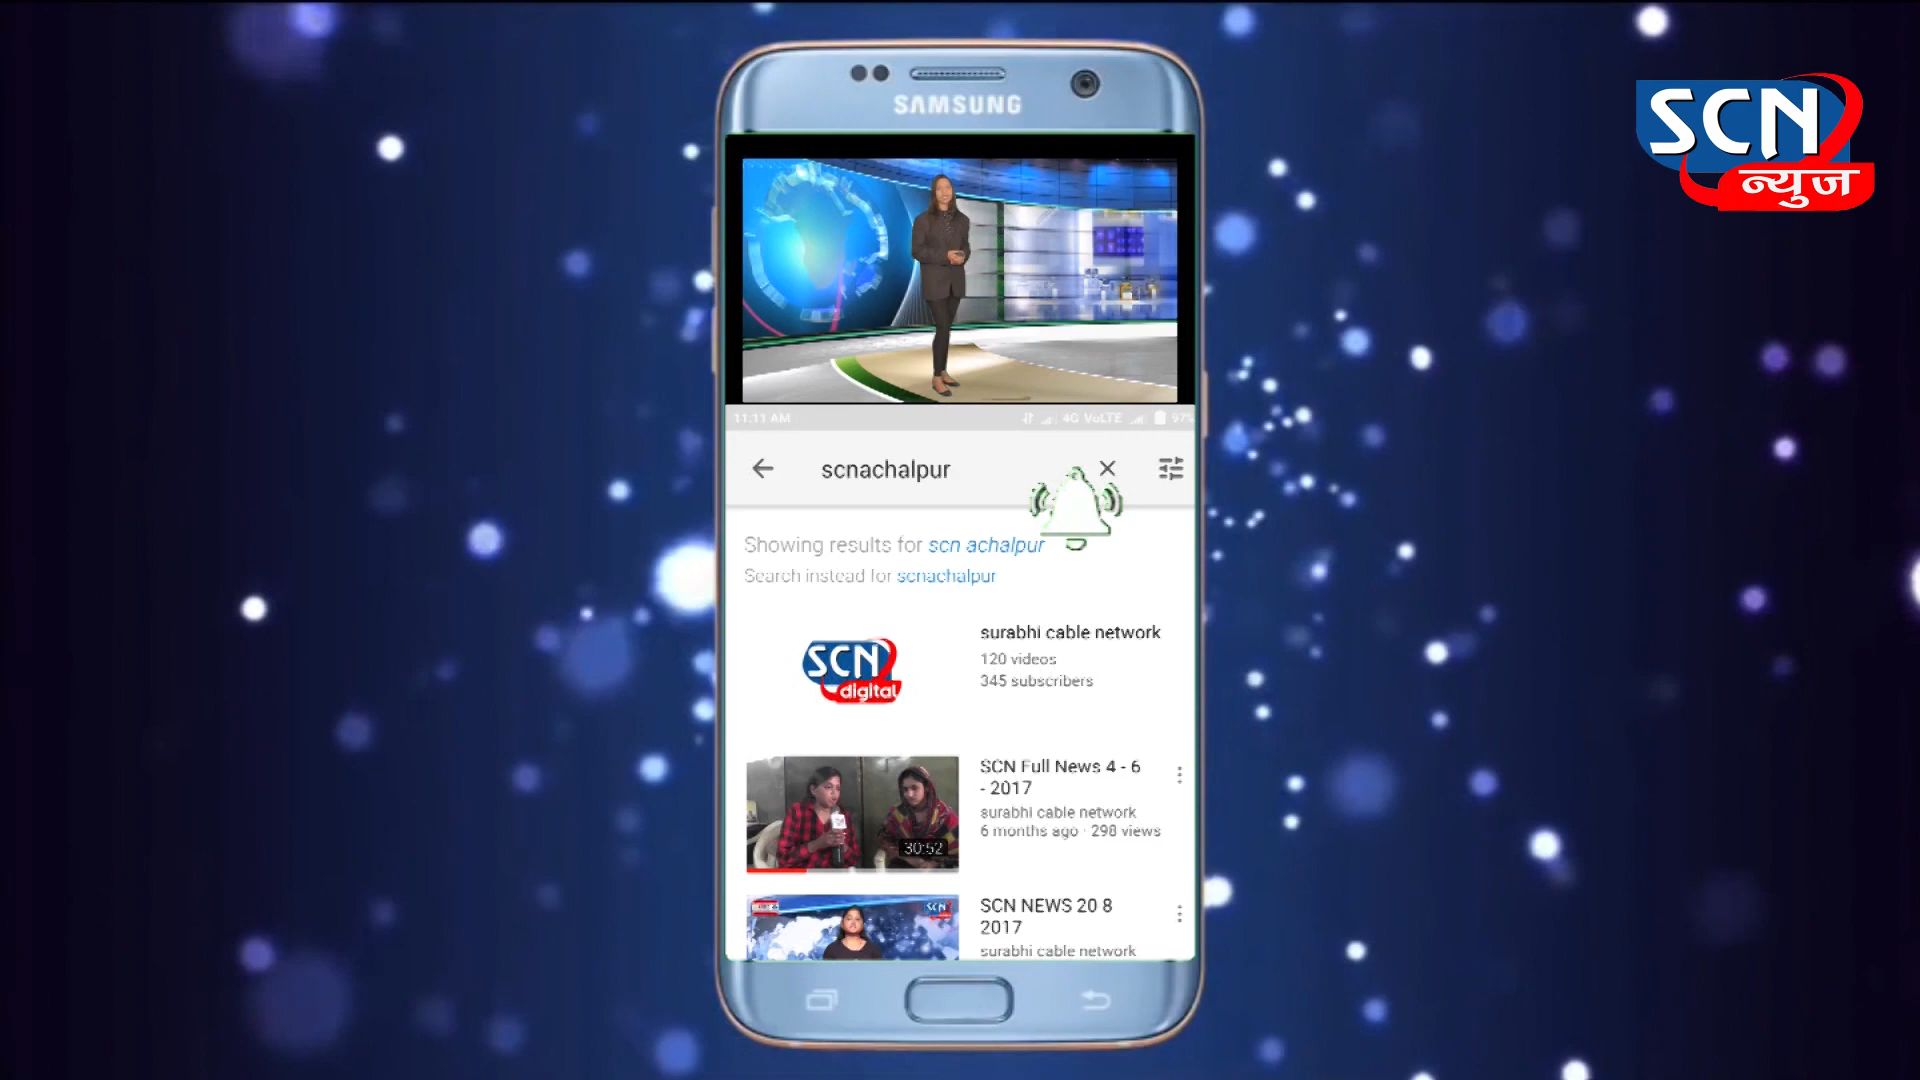 SAMSUNG
SCN
न्युज
11:11 AM
4G VoLTE 97%
scnachalpur
Showing results for scn achalpur
Search instead for scnachalpur
SCN
digital
surabhi cable network
120 videos
345 subscribers
30:52
SCN Full News 4 - 6
- 2017
surabhi cable network
6 months ago · 298 views
SCN
SCN NEWS 20 8
2017
surabhi cable network